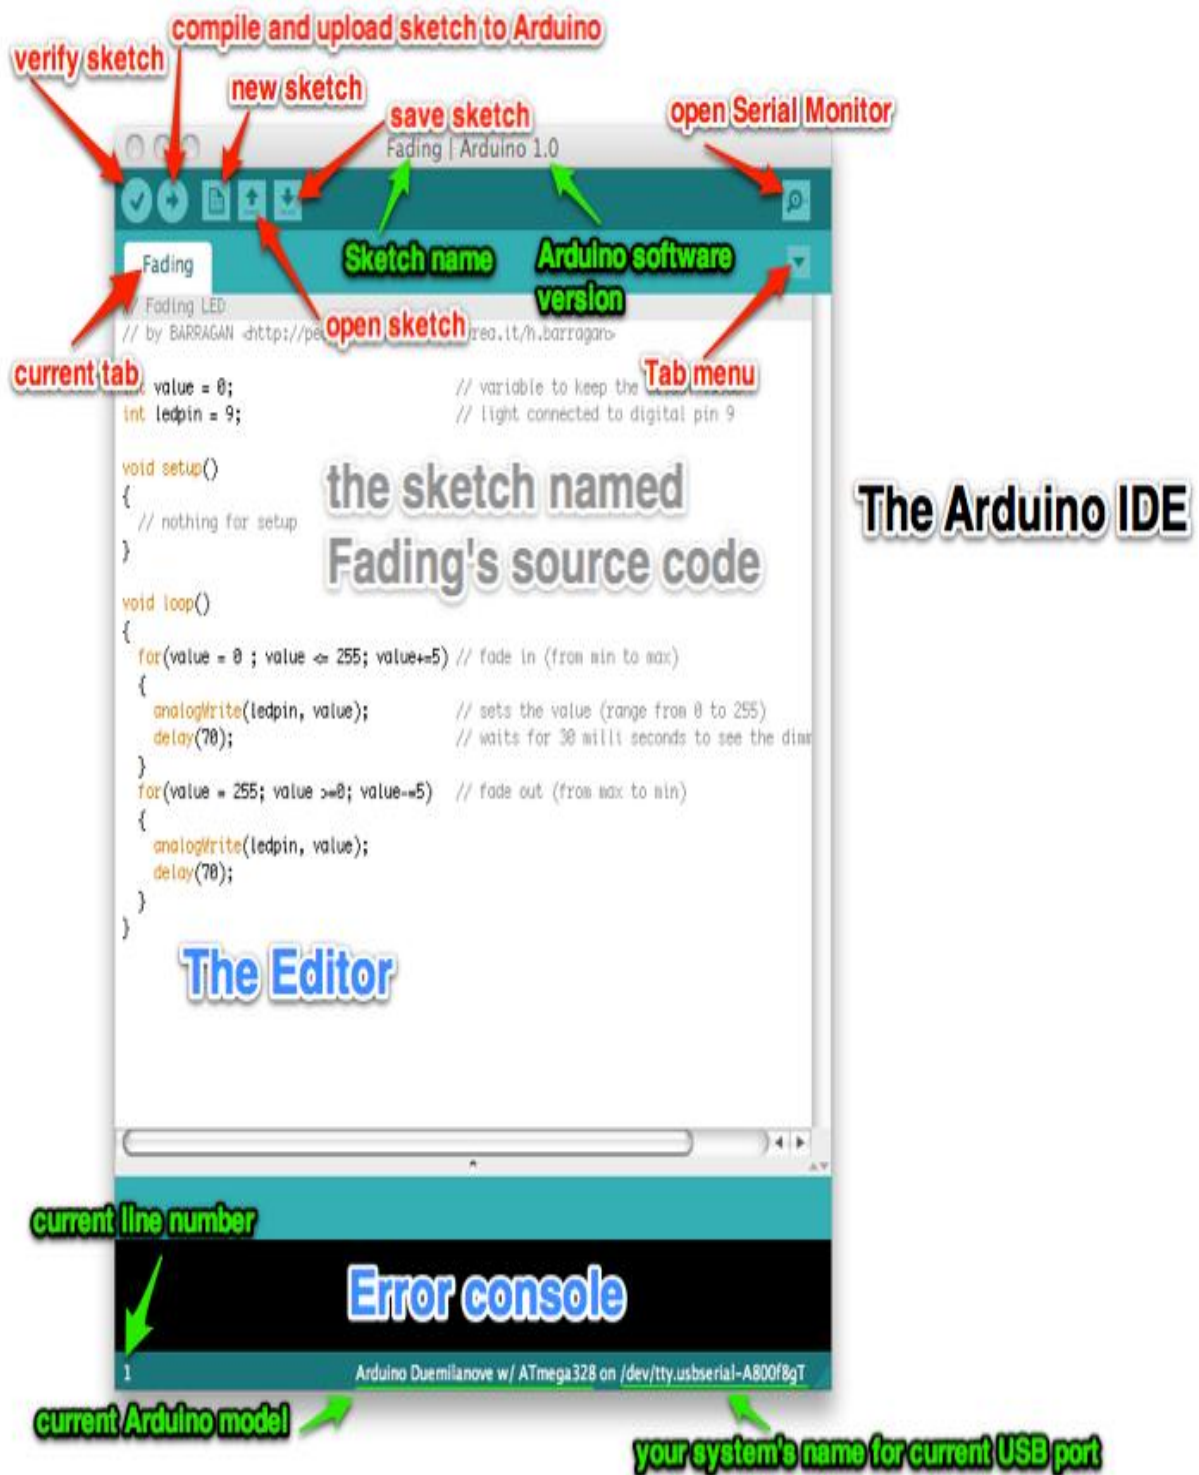 compile and upload sketch to Arduino
verify sketch
new sketch
save sketch
open Serial Monitor
Fading | Arduino 1.0
Sketch name
Arduino software
version
Fading
// Fading LED
open sketch
// by BARRAGAN <http://pe rea.it/h.barragan>
current tab
Tab menu
value = 0; // variable to keep the
int ledpin = 9; // light connected to digital pin 9
void setup()
{
// nothing for setup
}
the sketch named
Fading's source code
The Arduino IDE
void loop()
{
for(value = 0 ; value <= 255; value+=5) // fade in (from min to max)
{
analogWrite(ledpin, value); // sets the value (range from 0 to 255)
delay(70); // waits for 30 milli seconds to see the dimm
}
for(value = 255; value >=0; value-=5) // fade out (from max to min)
{
analogWrite(ledpin, value);
delay(70);
}
}
The Editor
current line number
Error console
1
Arduino Duemilanove w/ ATmega328 on /dev/tty.usbserial-A800f8gT
current Arduino model
your system's name for current USB port